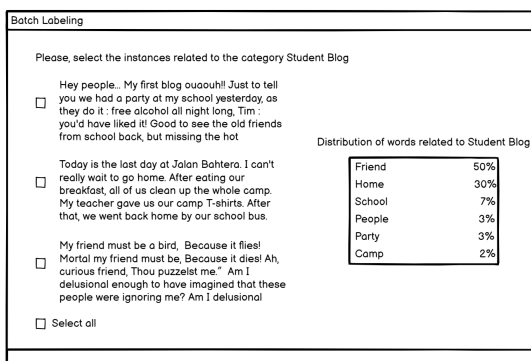 Batch Labeling
Please, select the instances related to the category Student Blog
Hey people... My first blog ouaouh!! Just to tell
you we had a party at my school yesterday, as
they do it : free alcohol all night long, Tim :
you'd have liked it! Good to see the old friends
from school back, but missing the hot
Today is the last day at Jalan Bahtera. I can't
really wait to go home. After eating our
breakfast, all of us clean up the whole camp.
My teacher gave us our camp T-shirts. After
that, we went back home by our school bus.
My friend must be a bird, Because it flies!
Mortal my friend must be, Because it dies! Ah,
curious friend, Thou puzzelst me." Am I
delusional enough to have imagined that these
people were ignoring me? Am I delusional
Select all
Distribution of words related to Student Blog
Friend 50%
Home 30%
School 7%
People 3%
Party 3%
Camp 2%